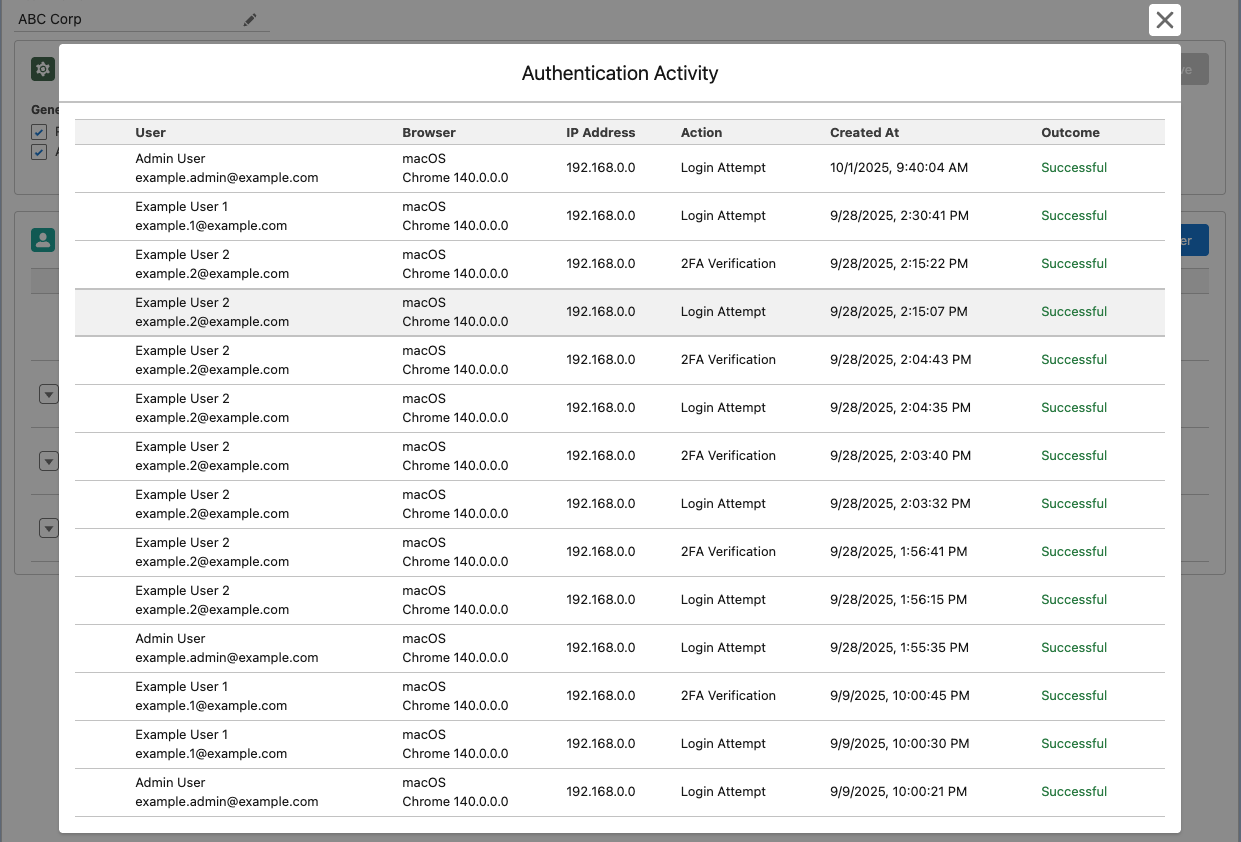 ABC Corp
Authentication Activity
User Browser IP Address Action Created At Outcome
Admin User macOS
192.168.0.0 Login Attempt 10/1/2025, 9:40:04 AM Successful
example.admin@example.com Chrome 140.0.0.0
Example User 1 macOS
192.168.0.0 Login Attempt 9/28/2025, 2:30:41 PM Successful
example.1@example.com Chrome 140.0.0.0
Example User 2 macOS
192.168.0.0 2FA Verification 9/28/2025, 2:15:22 PM Successful
example.2@example.com Chrome 140.0.0.0
Example User 2 macOS
192.168.0.0 Login Attempt 9/28/2025, 2:15:07 PM Successful
example.2@example.com Chrome 140.0.0.0
Example User 2 macOS
192.168.0.0 2FA Verification 9/28/2025, 2:04:43 PM Successful
example.2@example.com Chrome 140.0.0.0
Example User 2 macOS
192.168.0.0 Login Attempt 9/28/2025, 2:04:35 PM Successful
example.2@example.com Chrome 140.0.0.0
Example User 2 macOS
192.168.0.0 2FA Verification 9/28/2025, 2:03:40 PM Successful
example.2@example.com Chrome 140.0.0.0
Example User 2 macOS
192.168.0.0 Login Attempt 9/28/2025, 2:03:32 PM Successful
example.2@example.com Chrome 140.0.0.0
Example User 2 macOS
192.168.0.0 2FA Verification 9/28/2025, 1:56:41 PM Successful
example.2@example.com Chrome 140.0.0.0
Example User 2 macOS
192.168.0.0 Login Attempt 9/28/2025, 1:56:15 PM Successful
example.2@example.com Chrome 140.0.0.0
Admin User macOS
192.168.0.0 Login Attempt 9/28/2025, 1:55:35 PM Successful
example.admin@example.com Chrome 140.0.0.0
Example User 1 macOS
192.168.0.0 2FA Verification 9/9/2025, 10:00:45 PM Successful
example.1@example.com Chrome 140.0.0.0
Example User 1 macOS
192.168.0.0 Login Attempt 9/9/2025, 10:00:30 PM Successful
example.1@example.com Chrome 140.0.0.0
Admin User macOS
192.168.0.0 Login Attempt 9/9/2025, 10:00:21 PM Successful
example.admin@example.com Chrome 140.0.0.0